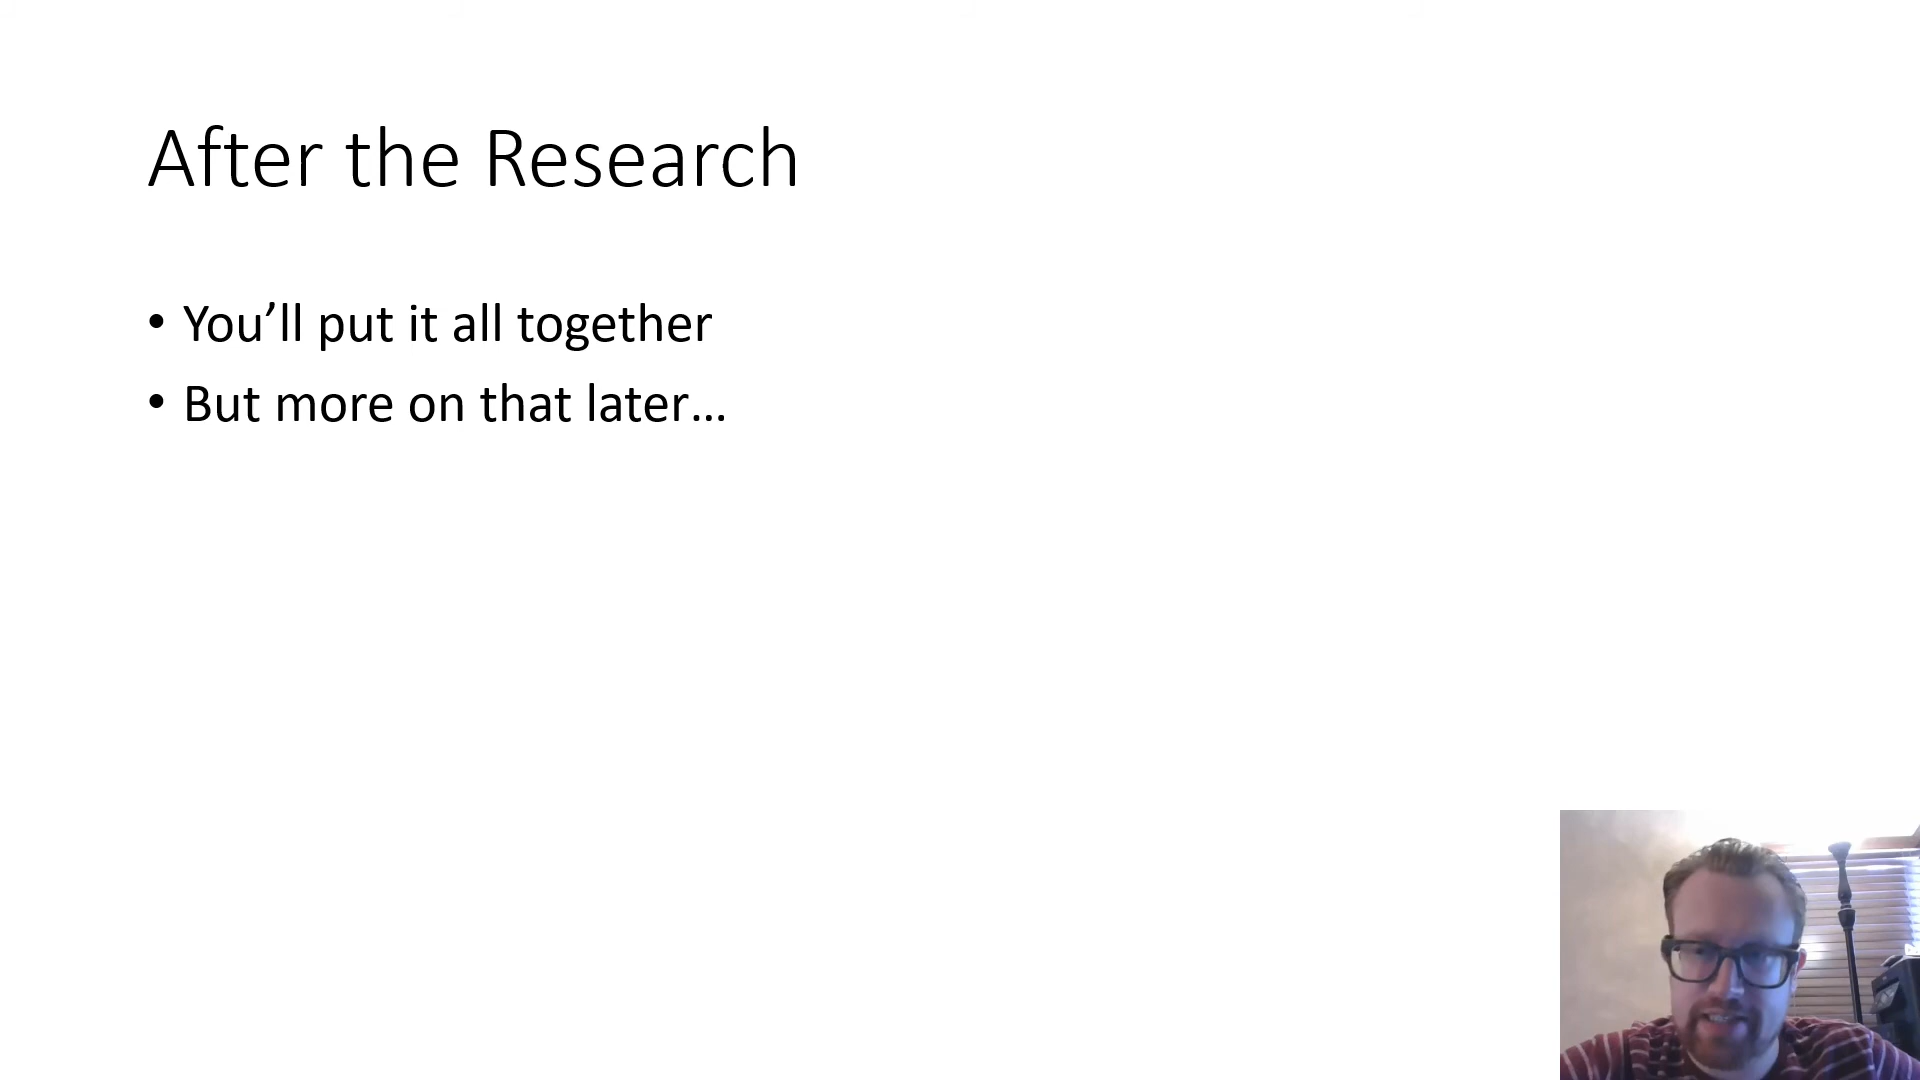 After the Research
• You’ll put it all together
• But more on that later…